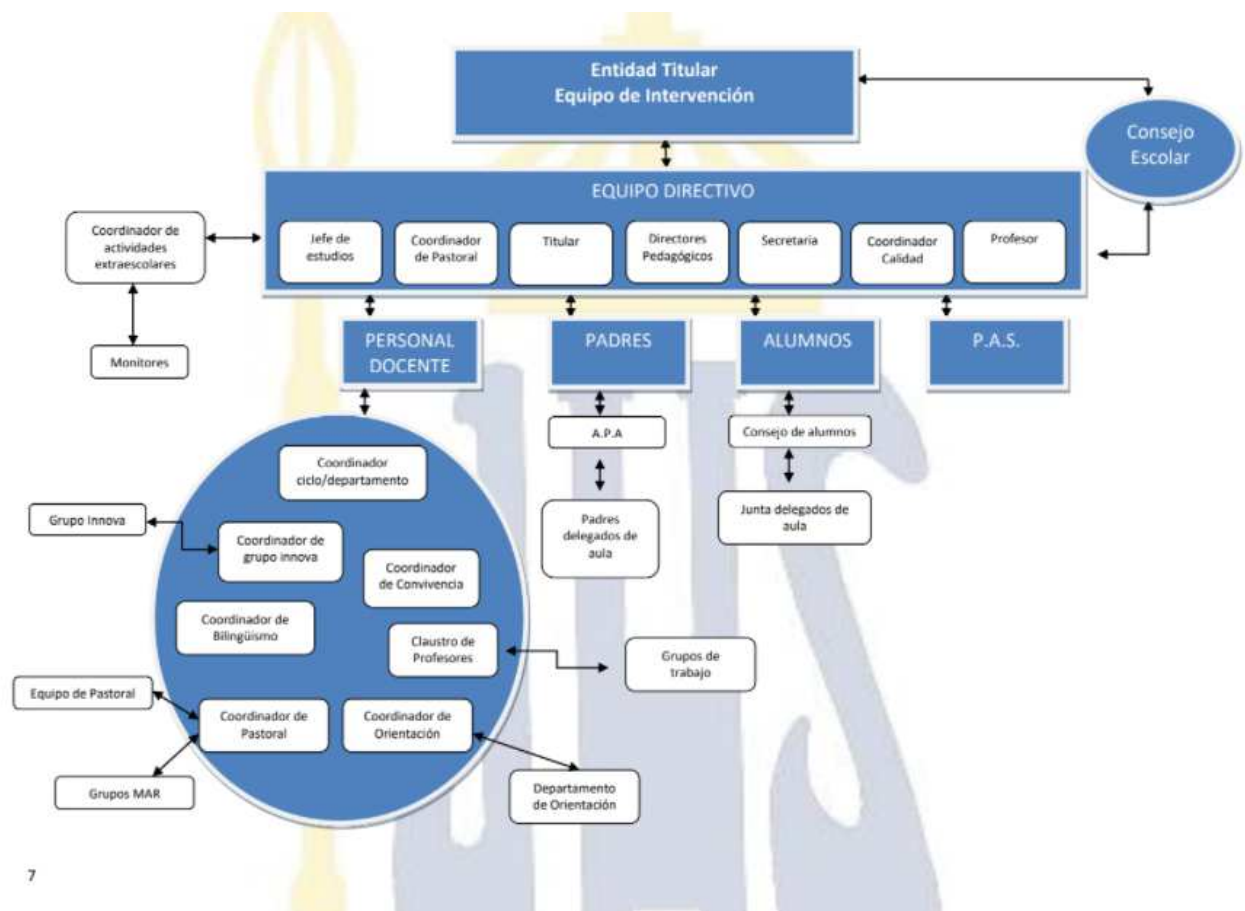 Entidad Titular
Equipo de Intervención
Consejo
Escolar
EQUIPO DIRECTIVO
Jefe de
estudios
Coordinador
de Pastoral
Titular
Directores
Pedagógicos
Secretaria
Coordinador
Calidad
Profesor
Coordinador de
actividades
extraescolares
Monitores
PERSONAL
DOCENTE
PADRES
ALUMNOS
P.A.S.
A.P.A
Consejo de alumnos
Padres
delegados de
aula
Junta delegados de
aula
Coordinador
ciclo/departamento
Grupo Innova
Coordinador de
grupo innova
Coordinador
de Convivencia
Coordinador de
Bilingüismo
Claustro de
Profesores
Grupos de
trabajo
Equipo de Pastoral
Coordinador de
Pastoral
Coordinador de
Orientación
Grupos MAR
Departamento
de Orientación
7